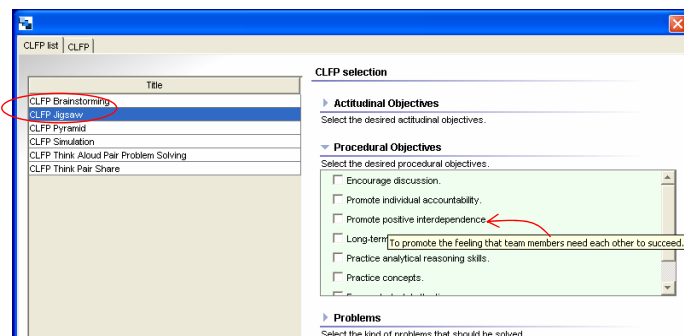 CLFP list
CLFP
Title
CLFP Brainstorming
CLFP Jigsaw
CLFP Pyramid
CLFP Simulation
CLFP Think Aloud Pair Problem Solving
CLFP Think Pair Share
CLFP selection
Actitudinal Objectives
Select the desired actitudinal objectives.
Procedural Objectives
Select the desired procedural objectives.
Encourage discussion.
Promote individual accountability.
Promote positive interdependence.
Long-term
To promote the feeling that team members need each other to succeed.
Practice analytical reasoning skills.
Practice concepts.
Problems
Select the kind of problems that should be solved.